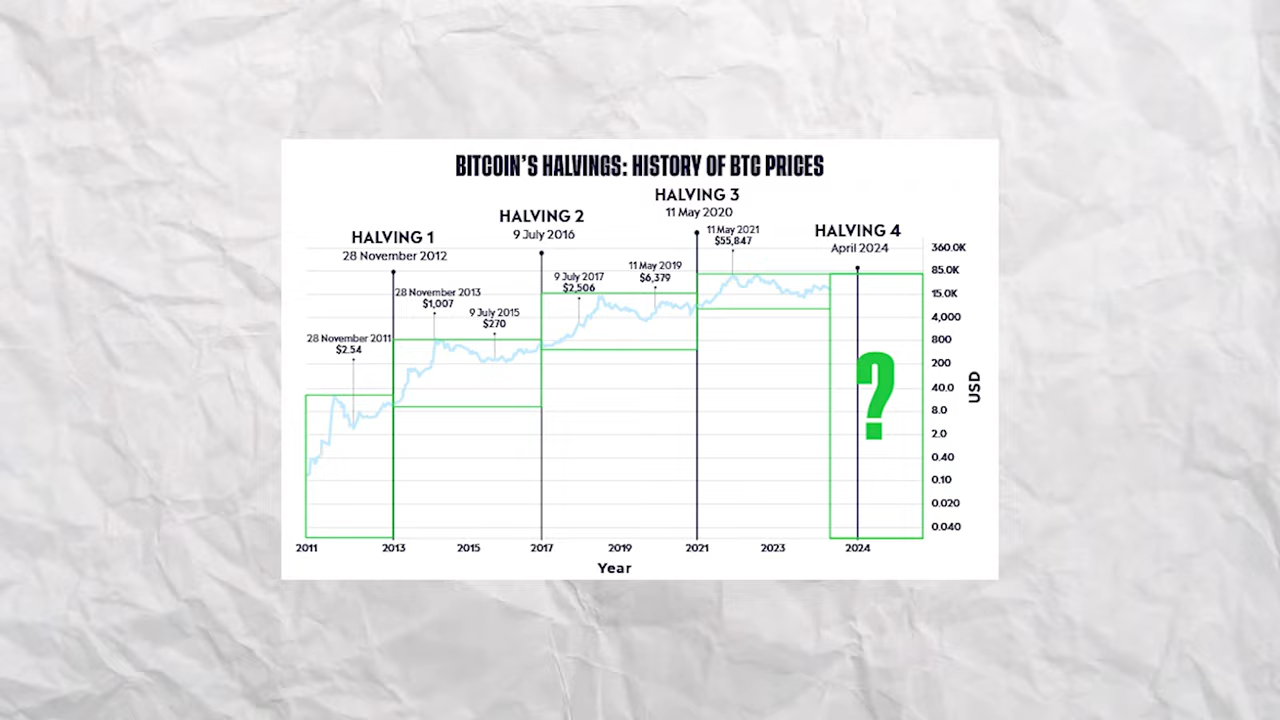 BITCOIN'S HALVINGS: HISTORY OF BTC PRICES
HALVING 3
11 May 2020
HALVING 2
9 July 2016
HALVING 1
28 November 2012
HALVING 4
April 2024
11 May 2021
$55,847
11 May 2019
$6,379
9 July 2017
$2,506
28 November 2013
$1,007
9 July 2015
$270
28 November 2011
$2.54
360.0K
85.0K
15.0K
4,000
800
200
40.0
8.0
2.0
0.40
0.10
0.020
0.040
USD
?
2011
2013
2015
2017
2019
2021
2023
2024
Year